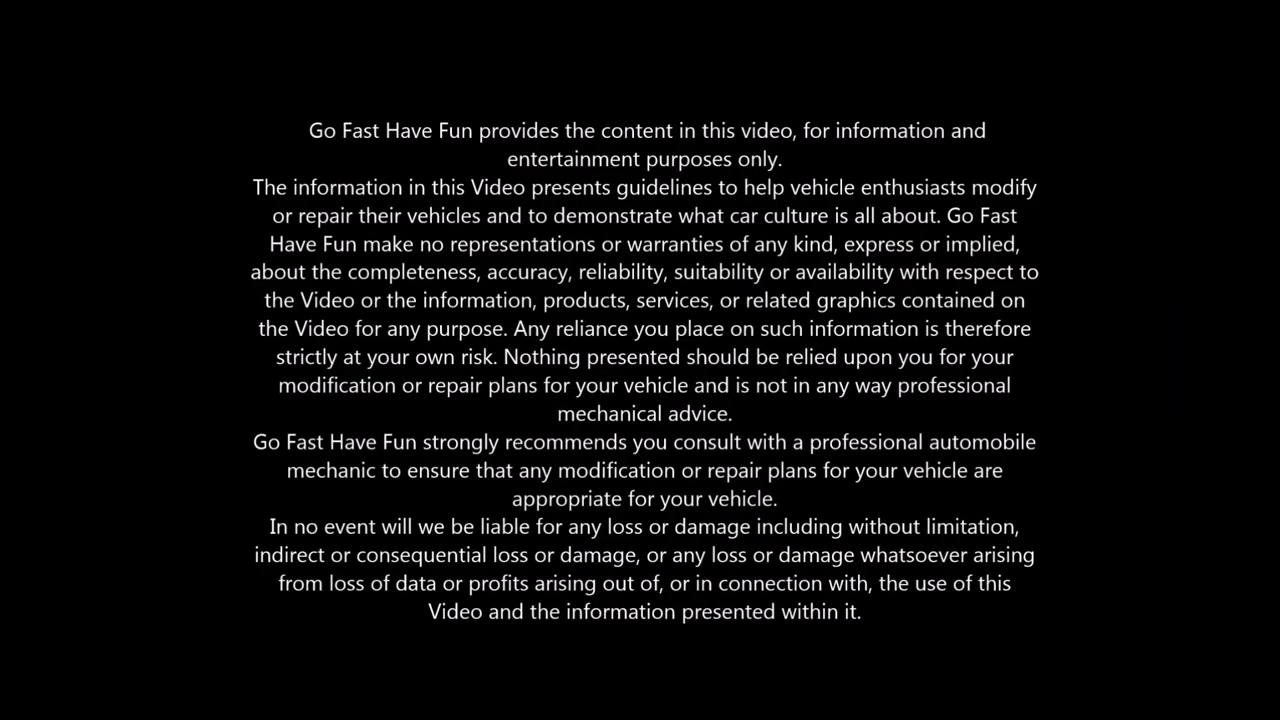 Go Fast Have Fun provides the content in this video, for information and
entertainment purposes only.
The information in this Video presents guidelines to help vehicle enthusiasts modify
or repair their vehicles and to demonstrate what car culture is all about. Go Fast
Have Fun make no representations or warranties of any kind, express or implied,
about the completeness, accuracy, reliability, suitability or availability with respect to
the Video or the information, products, services, or related graphics contained on
the Video for any purpose. Any reliance you place on such information is therefore
strictly at your own risk. Nothing presented should be relied upon you for your
modification or repair plans for your vehicle and is not in any way professional
mechanical advice.
Go Fast Have Fun strongly recommends you consult with a professional automobile
mechanic to ensure that any modification or repair plans for your vehicle are
appropriate for your vehicle.
In no event will we be liable for any loss or damage including without limitation,
indirect or consequential loss or damage, or any loss or damage whatsoever arising
from loss of data or profits arising out of, or in connection with, the use of this
Video and the information presented within it.